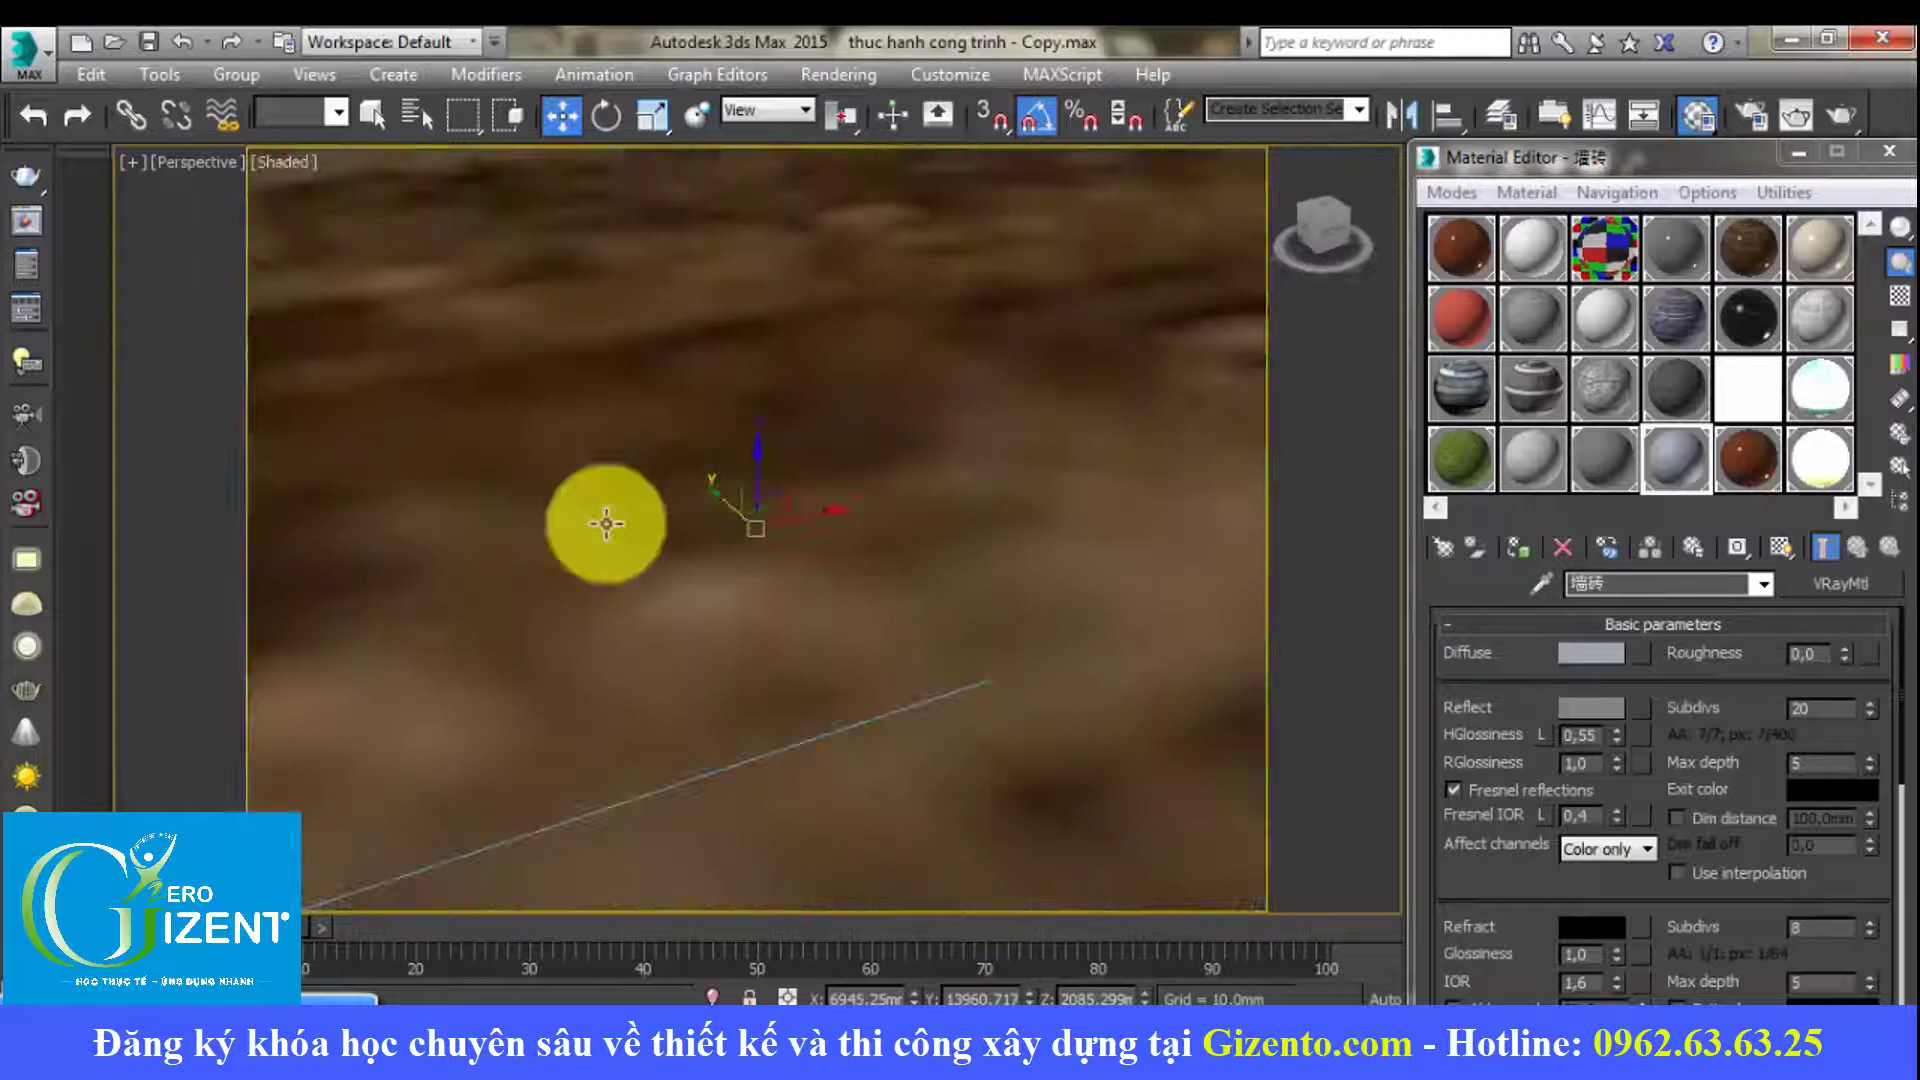 Workspace: Default
Autodesk 3ds Max 2015 thuc hanh cong trinh - Copy.max
Type a keyword or phrase
MAX
Edit Tools Group Views Create Modifiers Animation Graph Editors Rendering Customize MAXScript Help
View
3
Create Selection Se
ABC
[+] [Perspective] [Shaded]
Material Editor - 墙砖
Modes Material Navigation Options Utilities
y
墙砖 VRayMtl
Basic parameters
Diffuse Roughness 0,0
Reflect Subdivs 20
HGlossiness L 0,55 AA: 7/7; px: 7/400
RGlossiness 1,0 Max depth 5
Fresnel reflections Exit color
Fresnel IOR L 0,4 Dim distance 100,0mm
Affect channels Color only Dim fall off 0,0
Use interpolation
Refract Subdivs 8
Glossiness 1,0 AA: 1/1; px: 1/64
IOR 1,6 Max depth 5
ERO
GIZENT
HỌC THỰC TẾ - ỨNG DỤNG NHANH
0 20 30 40 50 60 70 80 90 100
X: 6945.25mr Y: 13960.717 Z: 2085.299m Grid = 10.0mm Auto
Đăng ký khóa học chuyên sâu về thiết kế và thi công xây dựng tại Gizento.com - Hotline: 0962.63.63.25